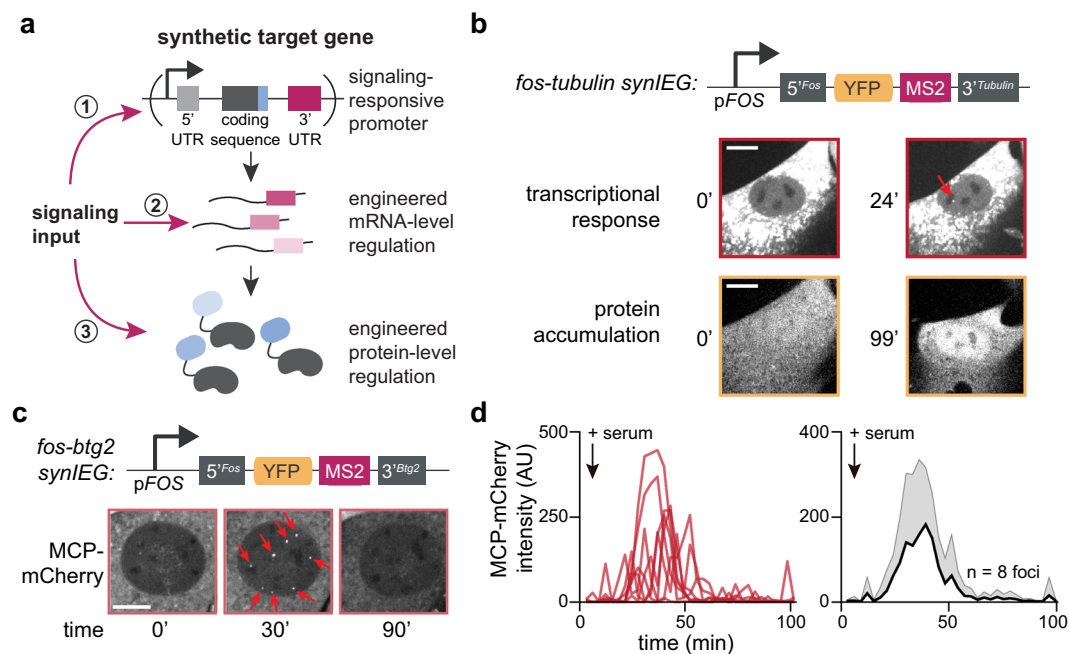 a
synthetic target gene
signaling-
responsive
promoter
5'
UTR
coding
sequence
3'
UTR
1
signaling
input
2
engineered
mRNA-level
regulation
3
engineered
protein-level
regulation
b
fos-tubulin synIEG:
pFOS
5'Fos
YFP
MS2
3'Tubulin
transcriptional
response
0'
24'
protein
accumulation
0'
99'
c
fos-btg2
synIEG:
pFOS
5'Fos
YFP
MS2
3'Btg2
MCP-
mCherry
time
0'
30'
90'
d
MCP-mCherry
intensity (AU)
500
250
0
+ serum
0
50
100
time (min)
400
200
0
+ serum
n = 8 foci
0
50
100